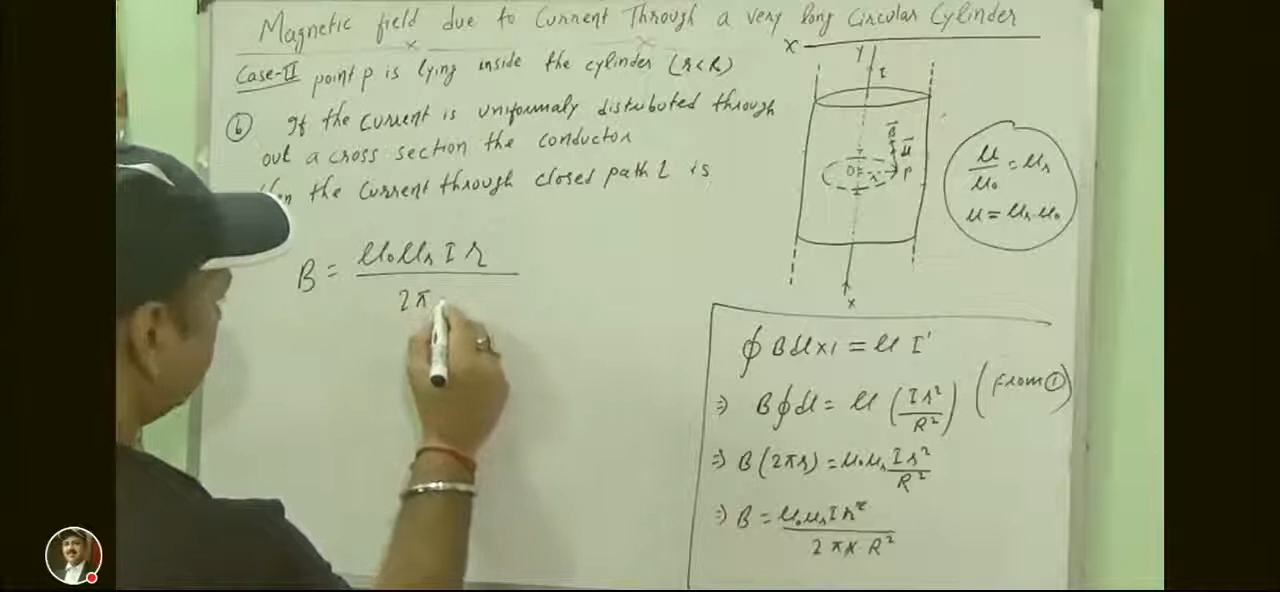 Magnetic field due to Current Through a very long Circular Cylinder
Case-II point p is lying inside the cylinder (r<R)
(b) If the current is uniformaly distributed through
out a cross section the conductor
the current through closed path L is
B = μ₀μᵣ I r / 2π
X
Y
I
B⃗
O
r
P
X
μ/μ₀ = μᵣ
μ = μᵣ.μ₀
∮ B dl x 1 = μ I'
⇒ B∮dl = μ (I r²/R²) (from ①)
⇒ B(2πr) = μ₀μᵣ I r²/R²
⇒ B = μ₀μᵣ I r²/2πr.R²